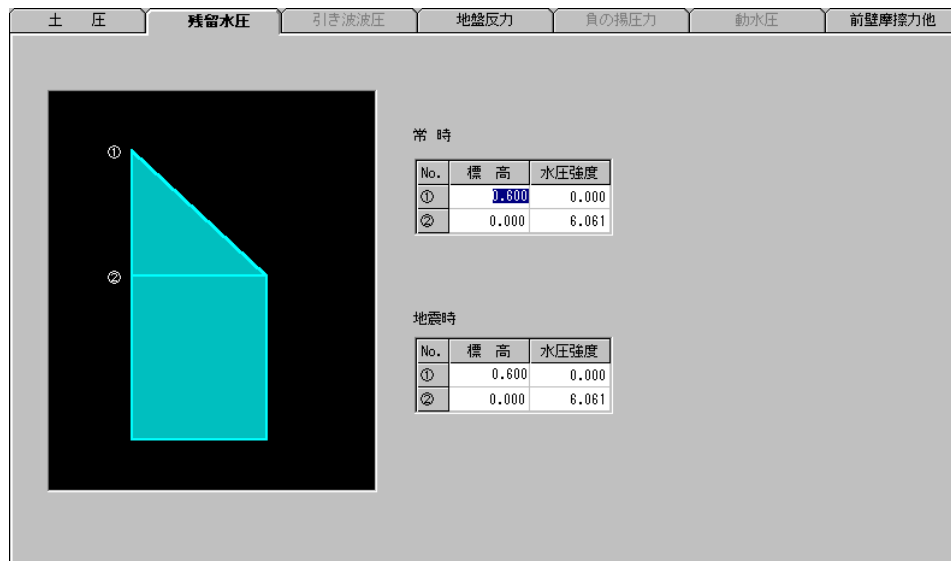 土 圧 残留水圧 引き波波圧 地盤反力 負の揚圧力 動水圧 前壁摩擦力他
①
②
常 時
No. 標 高 水圧強度
① 0.600 0.000
② 0.000 6.061
地震時
No. 標 高 水圧強度
① 0.600 0.000
② 0.000 6.061